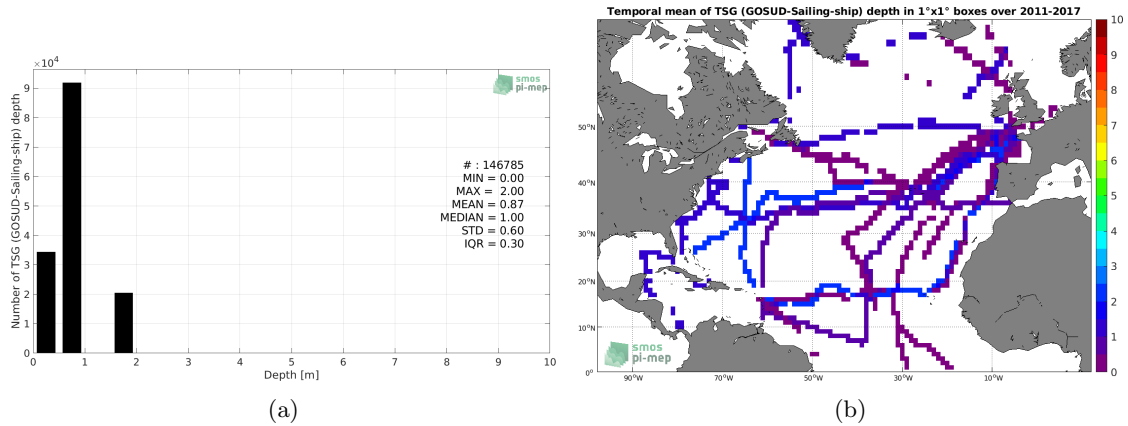 ×10⁴
9
8
7
6
5
4
3
2
1
0
Number of TSG (GOSUD-Sailing-ship) depth
smos
pi-mep
# : 146785
MIN = 0.00
MAX = 2.00
MEAN = 0.87
MEDIAN = 1.00
STD = 0.60
IQR = 0.30
0 1 2 3 4 5 6 7 8 9 10
Depth [m]
(a)
Temporal mean of TSG (GOSUD-Sailing-ship) depth in 1°x1° boxes over 2011-2017
50°N
40°N
30°N
20°N
10°N
0°
90°W 70°W 50°W 30°W 10°W
smos
pi-mep
10
9
8
7
6
5
4
3
2
1
0
(b)